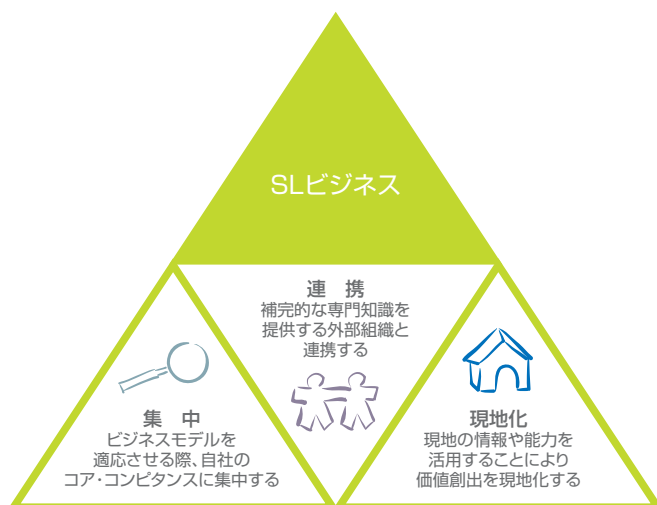 SLビジネス
連　携
補完的な専門知識を
提供する外部組織と
連携する
集　中
ビジネスモデルを
適応させる際、自社の
コア・コンピタンスに集中する
現地化
現地の情報や能力を
活用することにより
価値創出を現地化する